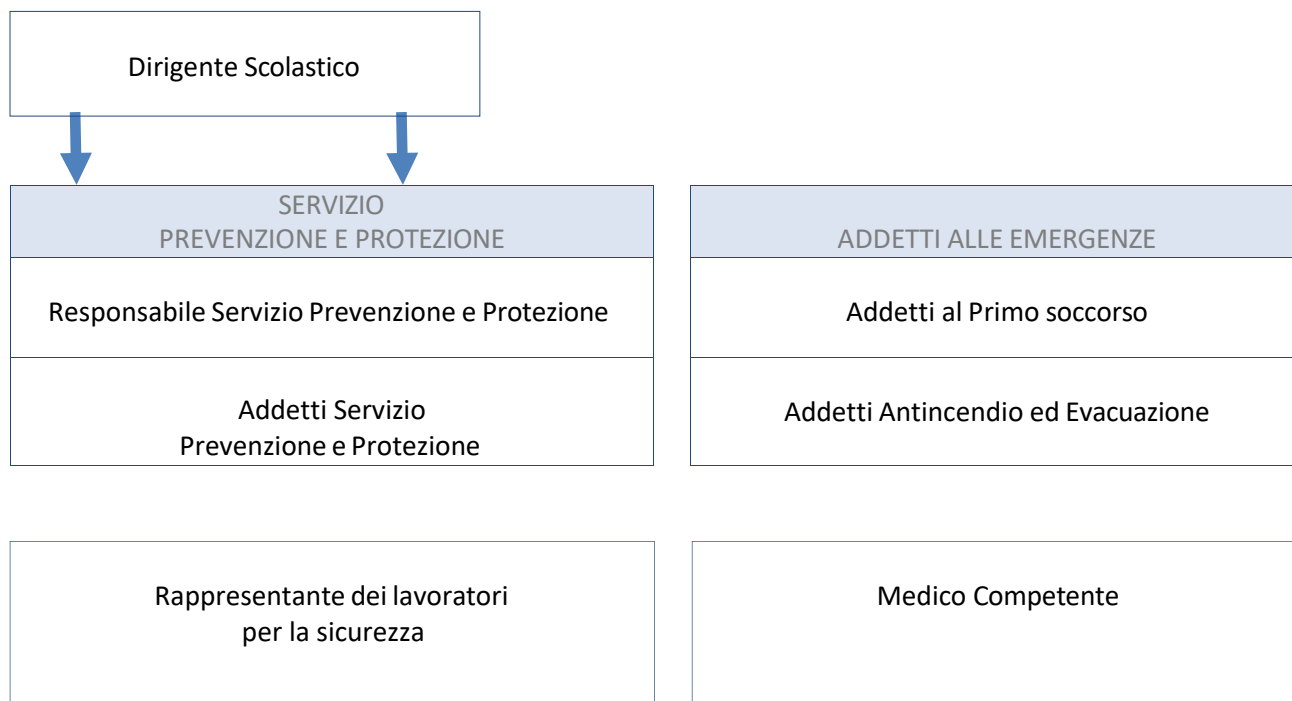 Dirigente Scolastico
SERVIZIO
PREVENZIONE E PROTEZIONE
ADDETTI ALLE EMERGENZE
Responsabile Servizio Prevenzione e Protezione
Addetti al Primo soccorso
Addetti Servizio
Prevenzione e Protezione
Addetti Antincendio ed Evacuazione
Rappresentante dei lavoratori
per la sicurezza
Medico Competente